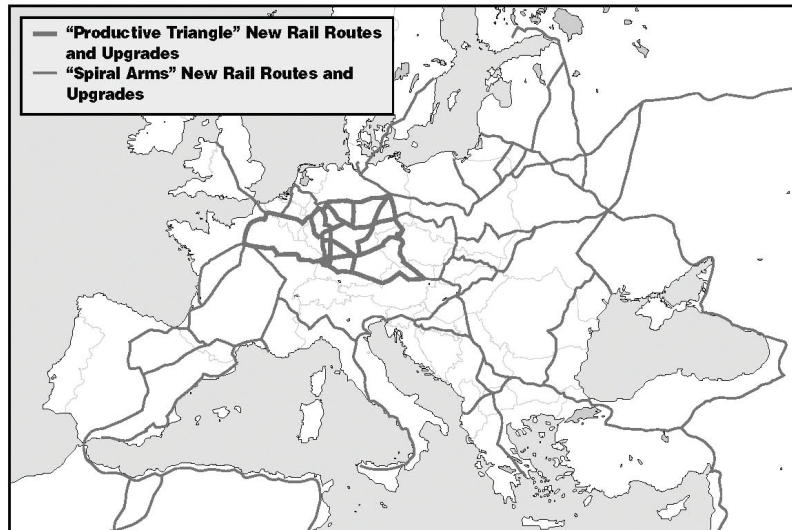 “Productive Triangle” New Rail Routes
and Upgrades
“Spiral Arms” New Rail Routes and
Upgrades